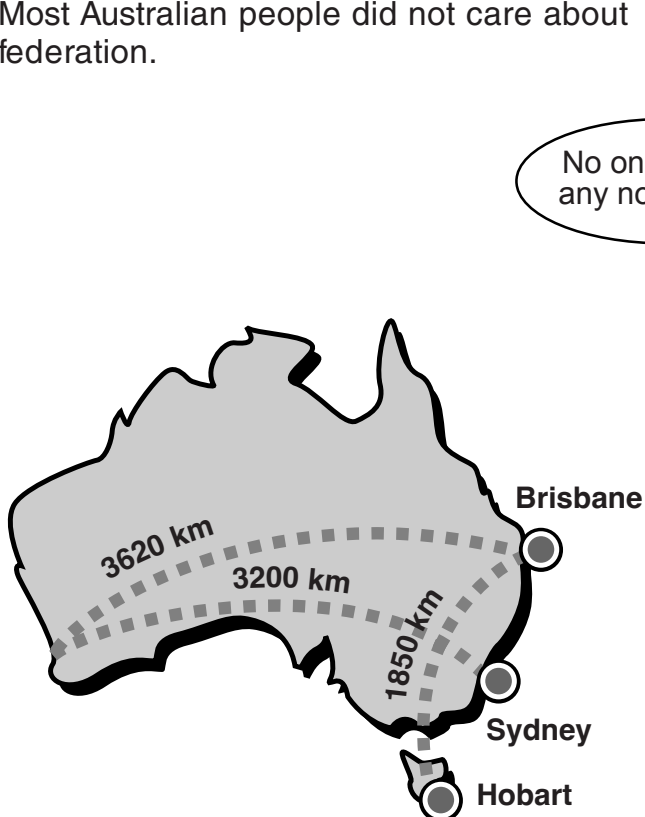 Most Australian people did not care about
federation.
No on
any no
Brisbane
3620 km
3200 km
1850 km
Sydney
Hobart